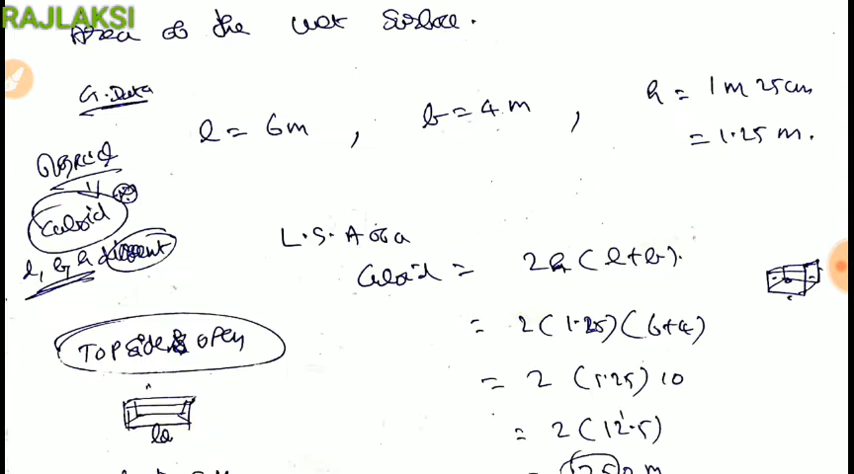 RAJLAKSI
Area of the wet surface.
G. Data
l = 6m , b = 4 m , h = 1 m 25 cm
= 1.25 m.
Cuboid
l, b, h different
L.S. Area
Cuboid = 2h (l+b).
= 2 (1.25) (6+4)
TOP side is open
= 2 (1.25) 10
= 2 (12.5)